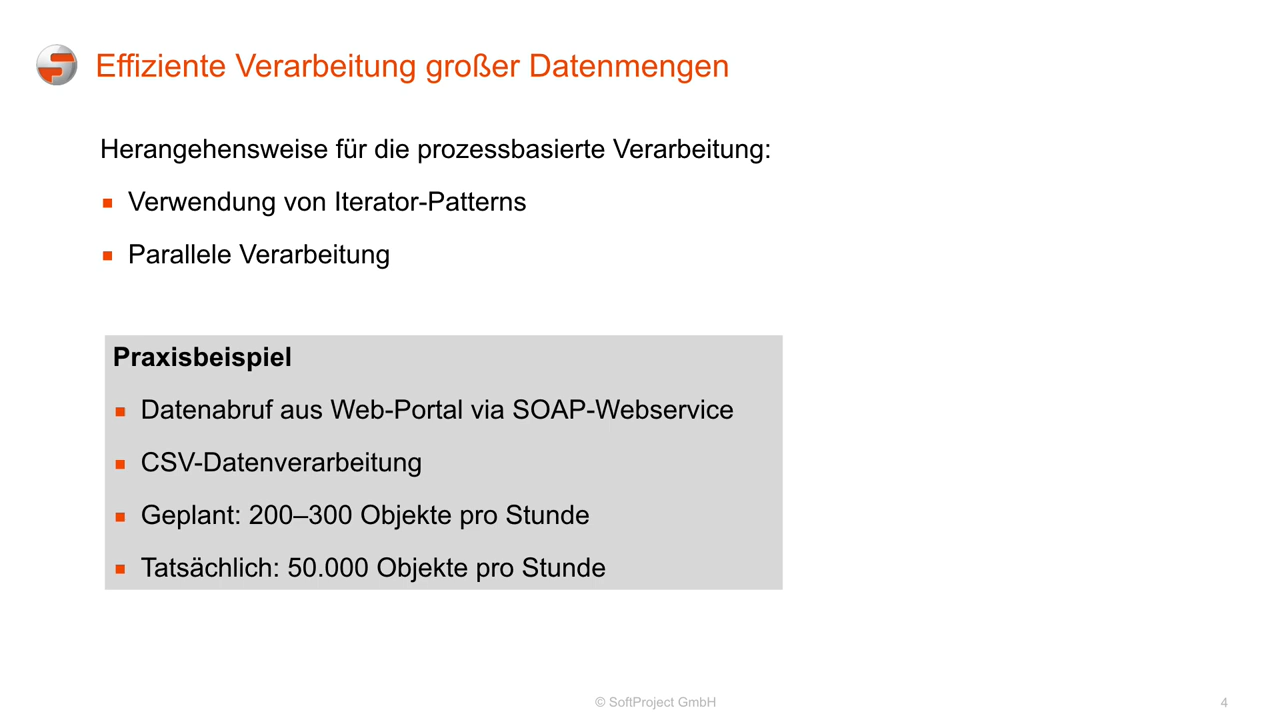 Effiziente Verarbeitung großer Datenmengen
Herangehensweise für die prozessbasierte Verarbeitung:
Verwendung von Iterator-Patterns
Parallele Verarbeitung
Praxisbeispiel
Datenabruf aus Web-Portal via SOAP-Webservice
CSV-Datenverarbeitung
Geplant: 200–300 Objekte pro Stunde
Tatsächlich: 50.000 Objekte pro Stunde
© SoftProject GmbH
4